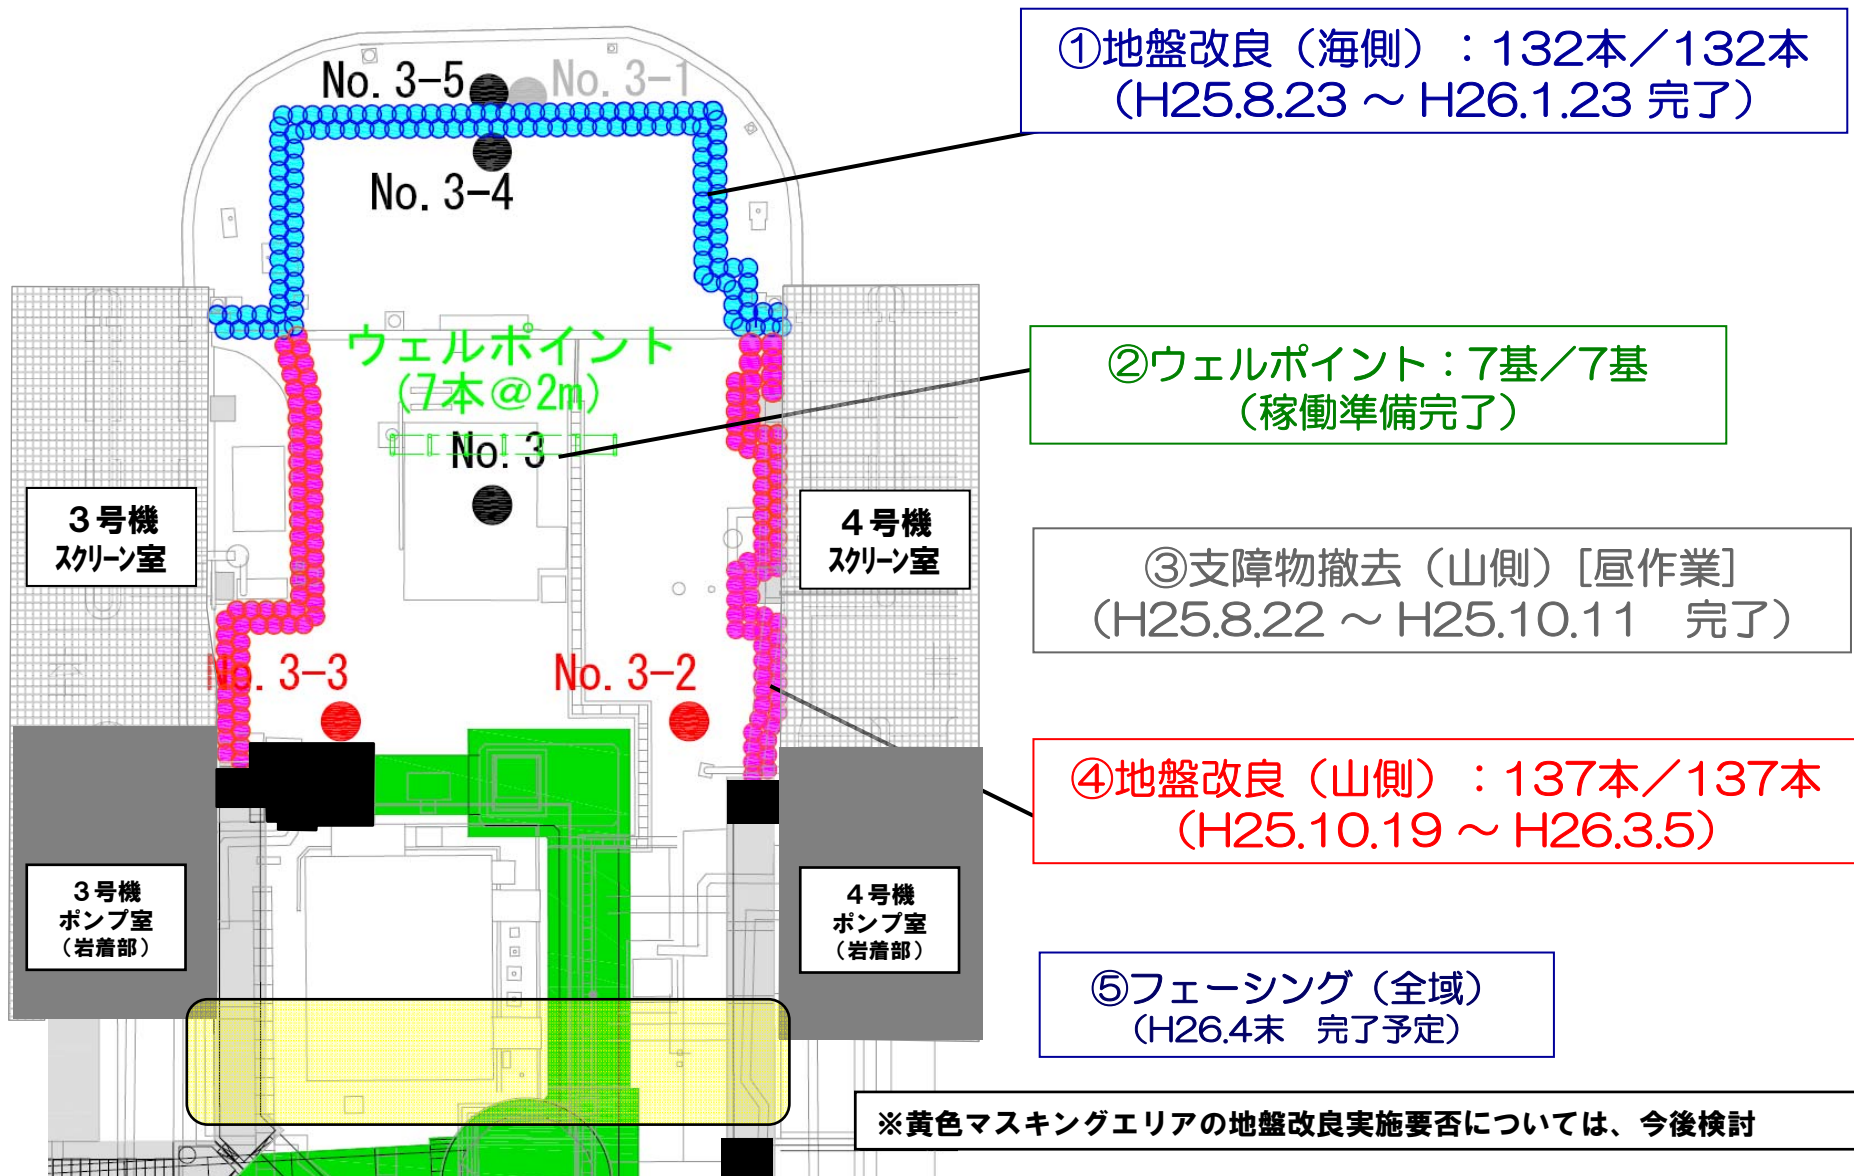 ①地盤改良（海側）：132本／132本
（H25.8.23 ～ H26.1.23 完了）
No. 3-5
No. 3-1
No. 3-4
ウェルポイント
(7本@2m)
②ウェルポイント：7基／7基
（稼働準備完了）
No. 3
３号機
スクリーン室
４号機
スクリーン室
③支障物撤去（山側）[昼作業]
（H25.8.22 ～ H25.10.11　完了）
No. 3-3
No. 3-2
④地盤改良（山側）：137本／137本
（H25.10.19 ～ H26.3.5）
３号機
ポンプ室
（岩着部）
４号機
ポンプ室
（岩着部）
⑤フェーシング（全域）
（H26.4末　完了予定）
※黄色マスキングエリアの地盤改良実施要否については、今後検討